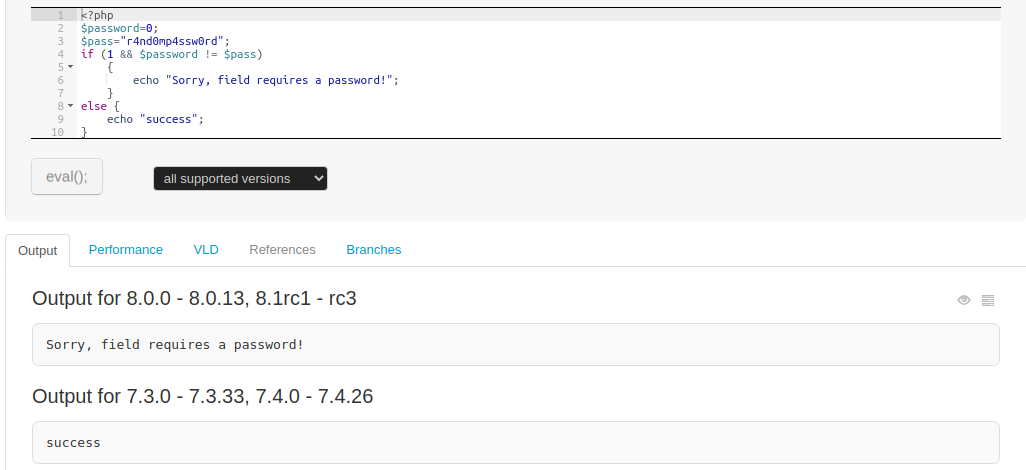 1 <?php
2 $password=0;
3 $pass="r4nd0mp4ssw0rd";
4 if (1 && $password != $pass)
5 {
6 echo "Sorry, field requires a password!";
7 }
8 else {
9 echo "success";
10 }
eval(); all supported versions
Output Performance VLD References Branches
Output for 8.0.0 - 8.0.13, 8.1rc1 - rc3
Sorry, field requires a password!
Output for 7.3.0 - 7.3.33, 7.4.0 - 7.4.26
success